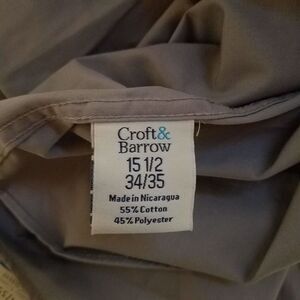 Croft&
Barrow
15 1/2
34/35
Made in Nicaragua
55% Cotton
45% Polyester